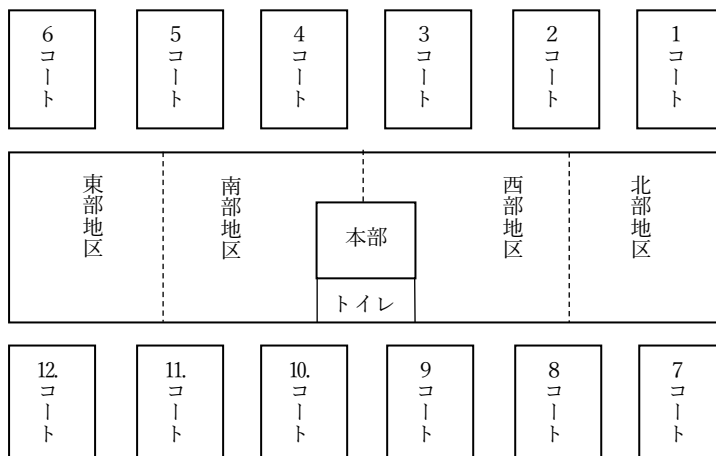 6コート
5コート
4コート
3コート
2コート
1コート
東部地区
南部地区
本部
トイレ
西部地区
北部地区
12.コート
11.コート
10.コート
9コート
8コート
7コート